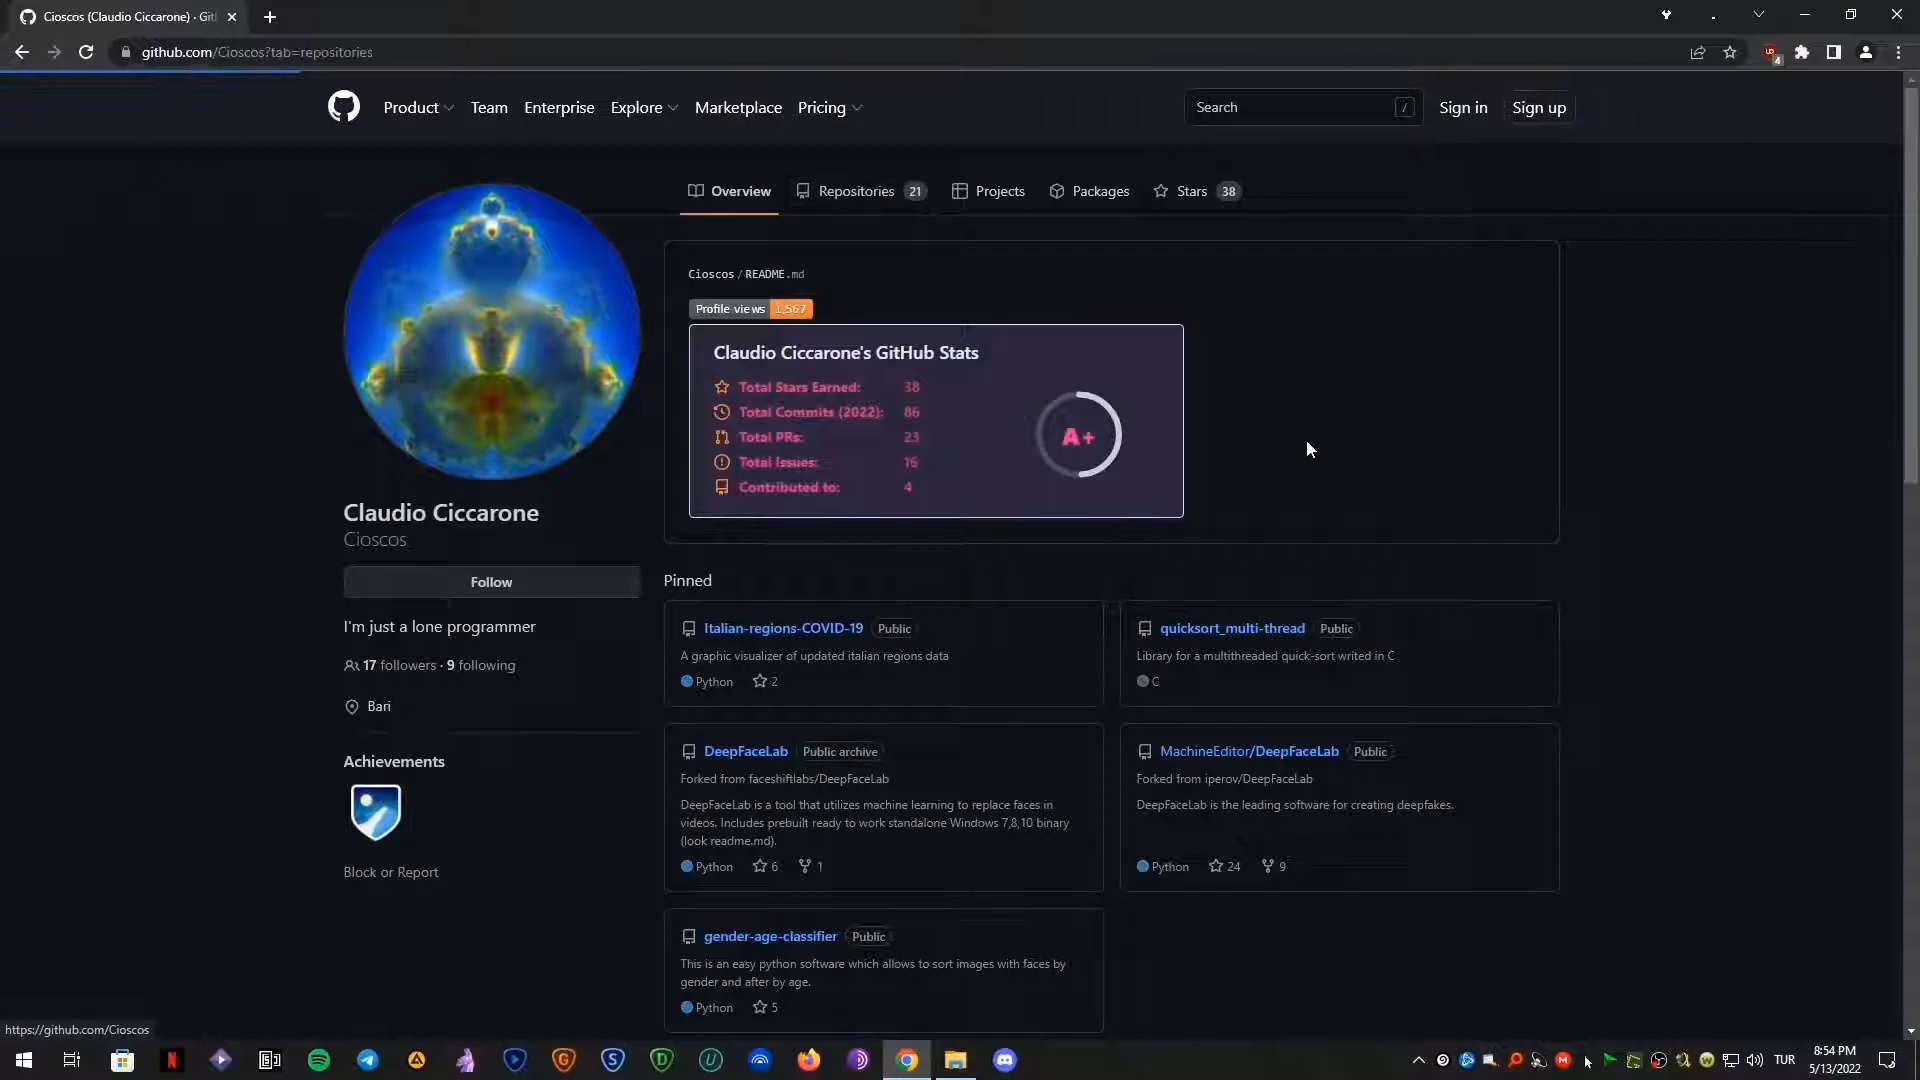 Cioscos (Claudio Ciccarone) · Git
github.com/Cioscos?tab=repositories
4
Product
Team
Enterprise
Explore
Marketplace
Pricing
Search
/
Sign in
Sign up
Overview
Repositories 21
Projects
Packages
Stars 38
Cioscos / README.md
Profile views 1,567
Claudio Ciccarone's GitHub Stats
Total Stars Earned: 38
Total Commits (2022): 86
Total PRs: 23
Total Issues: 16
Contributed to: 4
A+
Claudio Ciccarone
Cioscos
Follow
I'm just a lone programmer
17 followers · 9 following
Bari
Achievements
Block or Report
Pinned
Italian-regions-COVID-19 Public
A graphic visualizer of updated italian regions data
Python 2
quicksort_multi-thread Public
Library for a multithreaded quick-sort writed in C
C
DeepFaceLab Public archive
Forked from faceshiftlabs/DeepFaceLab
DeepFaceLab is a tool that utilizes machine learning to replace faces in
videos. Includes prebuilt ready to work standalone Windows 7,8,10 binary
(look readme.md).
Python 6 1
MachineEditor/DeepFaceLab Public
Forked from iperov/DeepFaceLab
DeepFaceLab is the leading software for creating deepfakes.
Python 24 9
gender-age-classifier Public
This is an easy python software which allows to sort images with faces by
gender and after by age.
Python 5
https://github.com/Cioscos
TUR
8:54 PM
5/13/2022